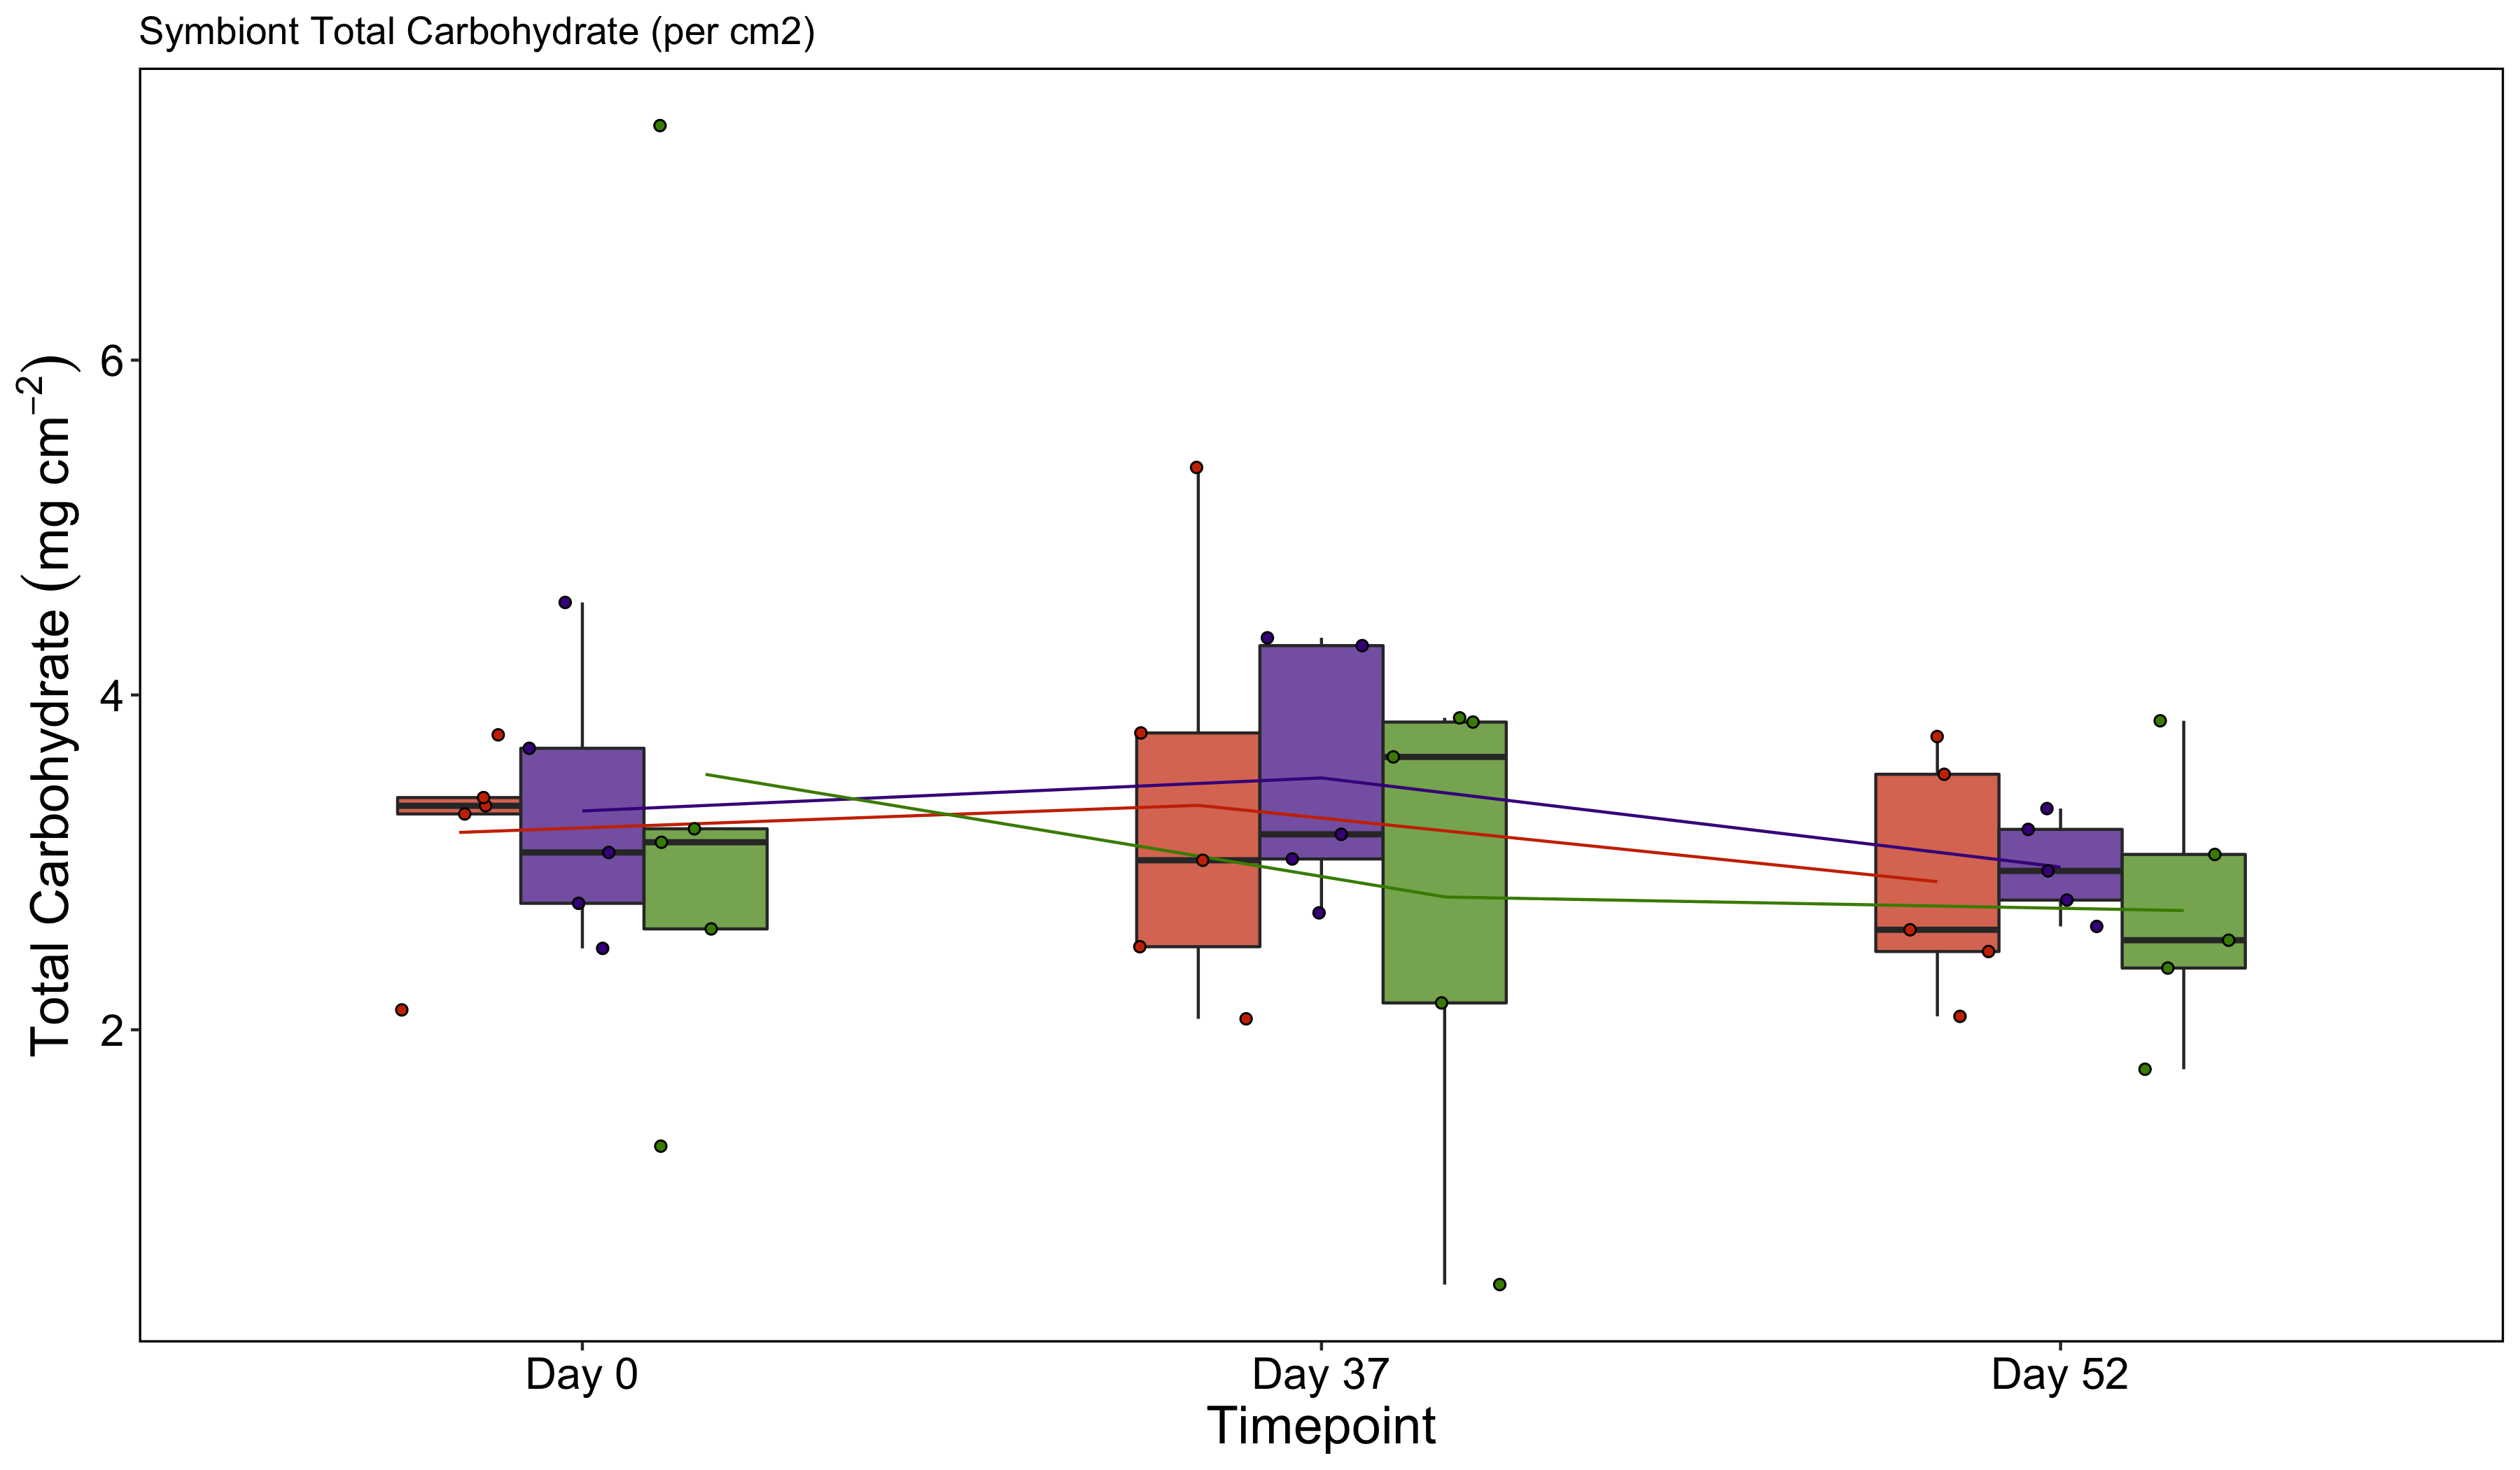 Symbiont Total Carbohydrate (per cm2)
Total Carbohydrate (mg cm−2)
6
4
2
Day 0
Day 37
Day 52
Timepoint